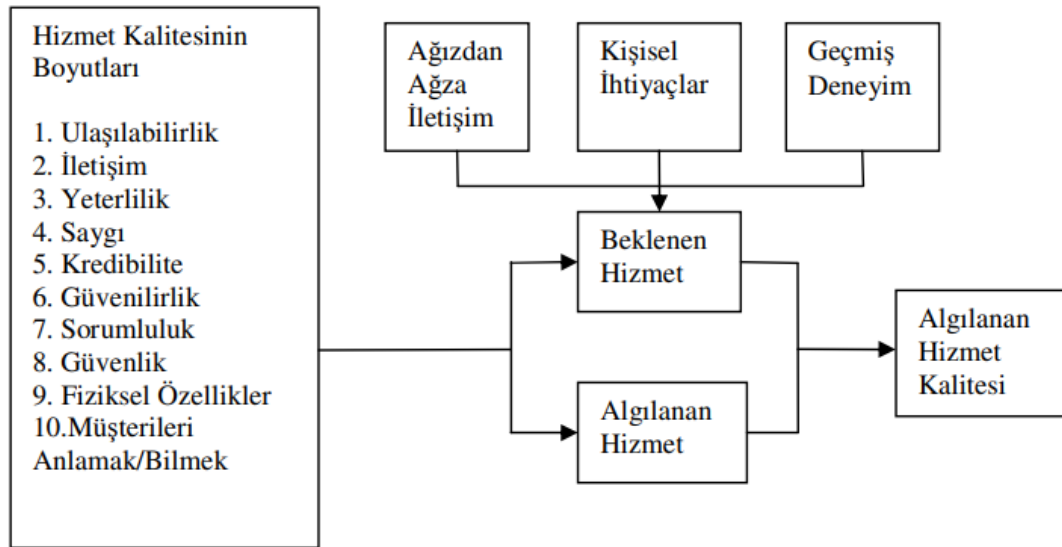 Hizmet Kalitesinin
Boyutları
1. Ulaşılabilirlik
2. İletişim
3. Yeterlilik
4. Saygı
5. Kredibilite
6. Güvenilirlik
7. Sorumluluk
8. Güvenlik
9. Fiziksel Özellikler
10.Müşterileri
Anlamak/Bilmek
Ağızdan
Ağza
İletişim
Kişisel
İhtiyaçlar
Geçmiş
Deneyim
Beklenen
Hizmet
Algılanan
Hizmet
Algılanan
Hizmet
Kalitesi